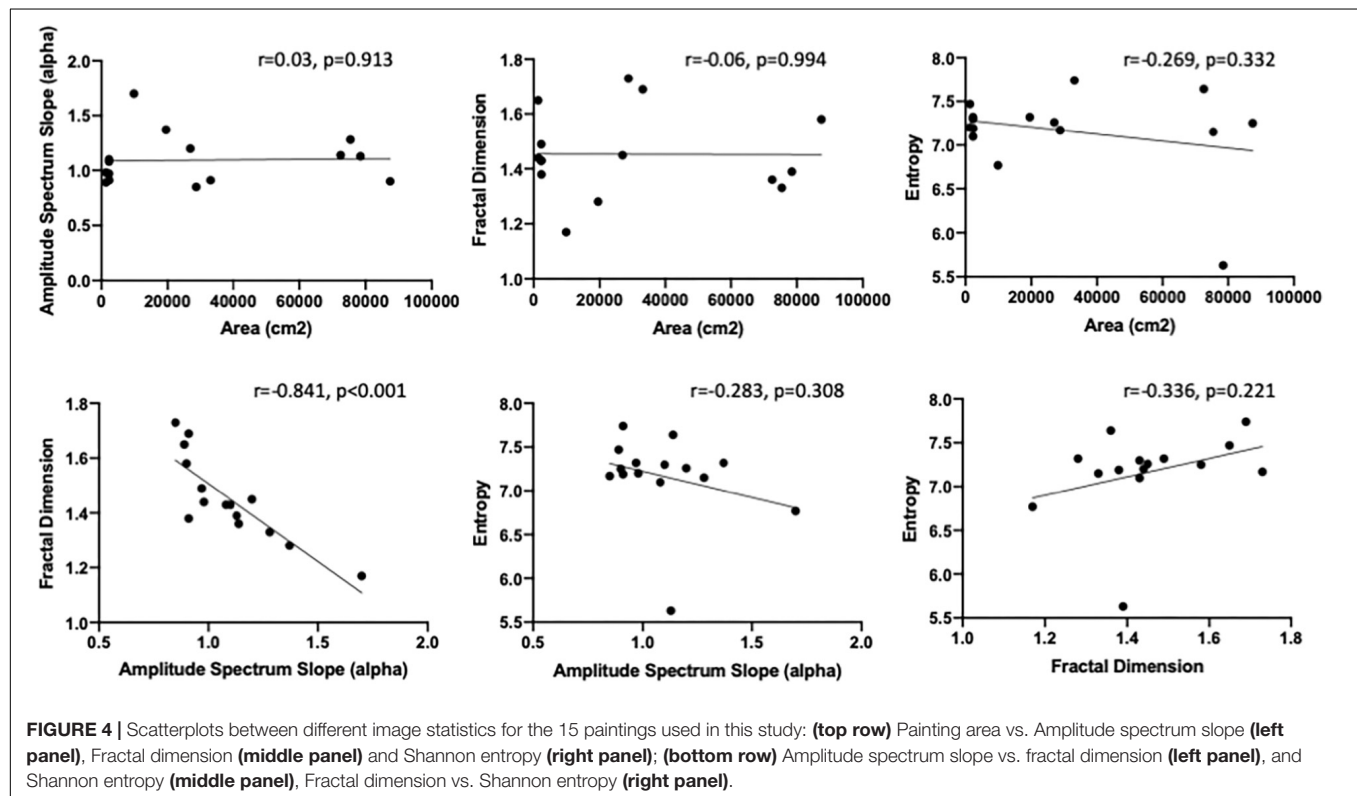 r=0.03, p=0.913
Amplitude Spectrum Slope (alpha)
2.0
1.5
1.0
0.5
0.0
0 20000 40000 60000 80000 100000
Area (cm2)
r=-0.06, p=0.994
Fractal Dimension
1.8
1.6
1.4
1.2
1.0
0 20000 40000 60000 80000 100000
Area (cm2)
r=-0.269, p=0.332
Entropy
8.0
7.5
7.0
6.5
6.0
5.5
0 20000 40000 60000 80000 100000
Area (cm2)
r=-0.841, p<0.001
Fractal Dimension
1.8
1.6
1.4
1.2
1.0
0.5 1.0 1.5 2.0
Amplitude Spectrum Slope (alpha)
r=-0.283, p=0.308
Entropy
8.0
7.5
7.0
6.5
6.0
5.5
0.5 1.0 1.5 2.0
Amplitude Spectrum Slope (alpha)
r=-0.336, p=0.221
Entropy
8.0
7.5
7.0
6.5
6.0
5.5
1.0 1.2 1.4 1.6 1.8
Fractal Dimension
FIGURE 4 | Scatterplots between different image statistics for the 15 paintings used in this study: (top row) Painting area vs. Amplitude spectrum slope (left
panel), Fractal dimension (middle panel) and Shannon entropy (right panel); (bottom row) Amplitude spectrum slope vs. fractal dimension (left panel), and
Shannon entropy (middle panel), Fractal dimension vs. Shannon entropy (right panel).